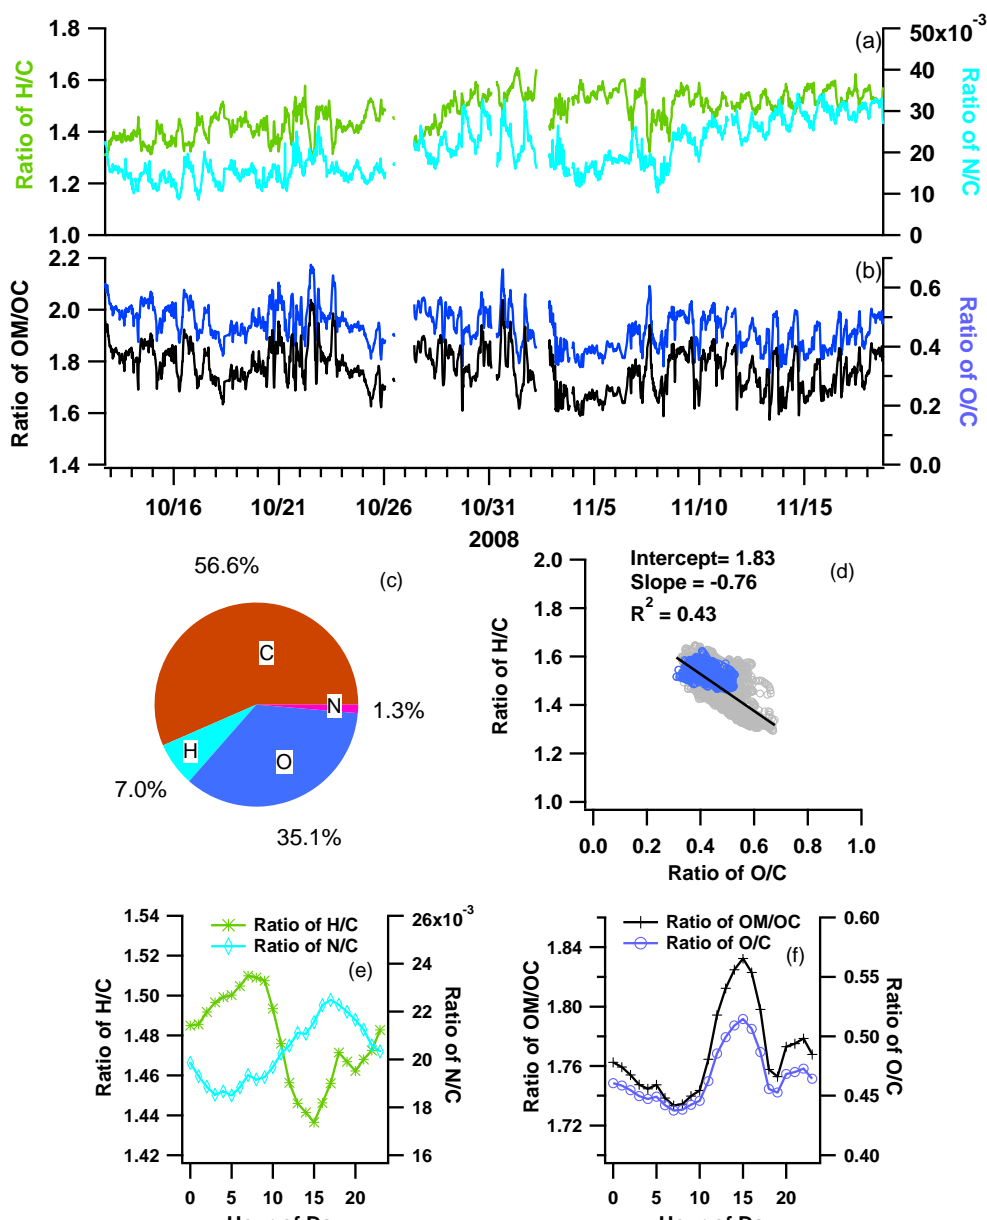 1.8
1.6
1.4
1.2
1.0
Ratio of H/C
(a)
50x10-3
40
30
20
10
0
Ratio of N/C
2.2
2.0
1.8
1.6
1.4
Ratio of OM/OC
(b)
0.6
0.4
0.2
0.0
Ratio of O/C
10/16 10/21 10/26 10/31 11/5 11/10 11/15
2008
56.6%
(c)
C
N
H
O
1.3%
7.0%
35.1%
Intercept= 1.83
Slope = -0.76
R2 = 0.43
(d)
2.0
1.8
1.6
1.4
1.2
1.0
Ratio of H/C
0.0 0.2 0.4 0.6 0.8 1.0
Ratio of O/C
1.54
1.52
1.50
1.48
1.46
1.44
1.42
Ratio of H/C
Ratio of H/C
Ratio of N/C
(e)
26x10-3
24
22
20
18
16
Ratio of N/C
0 5 10 15 20
1.84
1.80
1.76
1.72
Ratio of OM/OC
Ratio of OM/OC
Ratio of O/C
(f)
0.60
0.55
0.50
0.45
0.40
Ratio of O/C
0 5 10 15 20